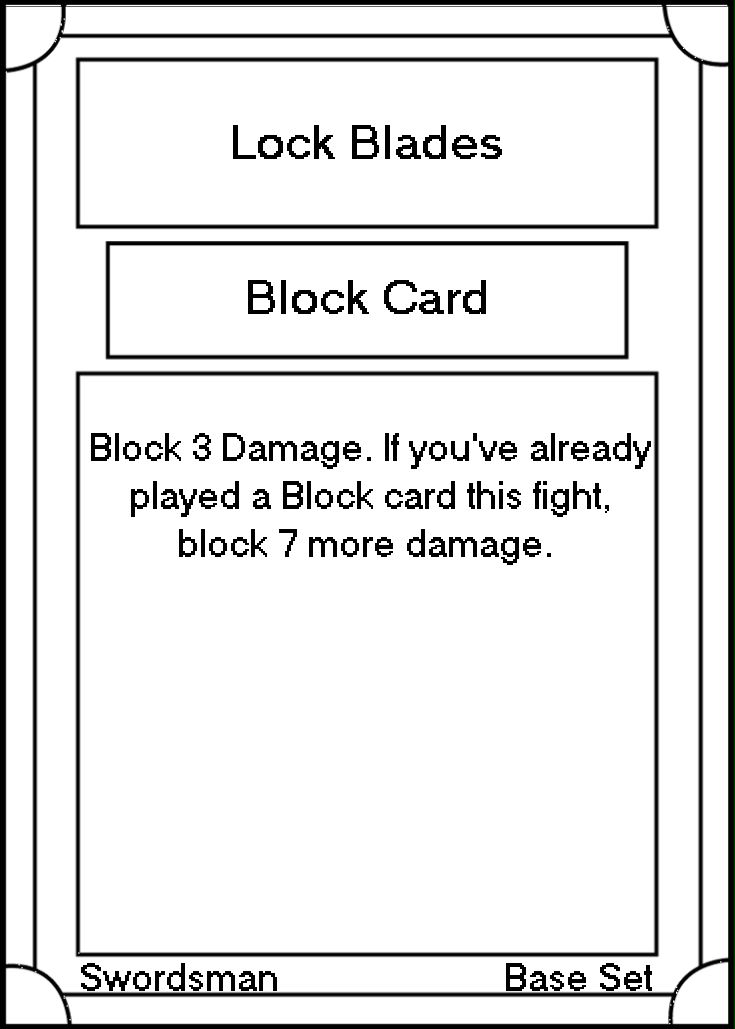 Lock Blades
Block Card
Block 3 Damage. If you've already
played a Block card this fight,
block 7 more damage.
Swordsman
Base Set